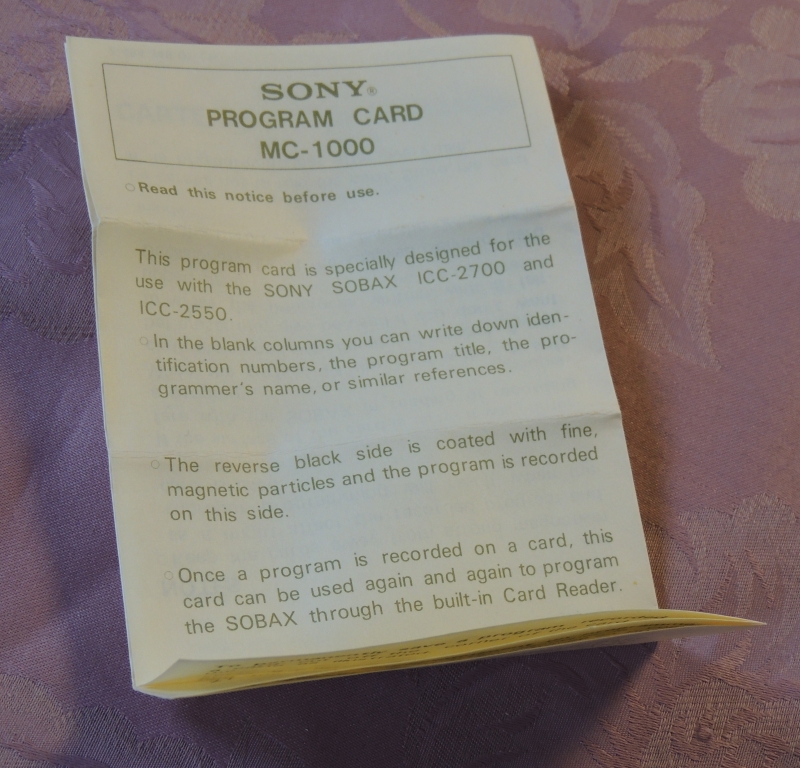 SONY®
PROGRAM CARD
MC-1000
○Read this notice before use.
This program card is specially designed for the
use with the SONY SOBAX ICC-2700 and
ICC-2550.
○In the blank columns you can write down iden-
tification numbers, the program title, the pro-
grammer's name, or similar references.
○The reverse black side is coated with fine,
magnetic particles and the program is recorded
on this side.
○Once a program is recorded on a card, this
card can be used again and again to program
the SOBAX through the built-in Card Reader.